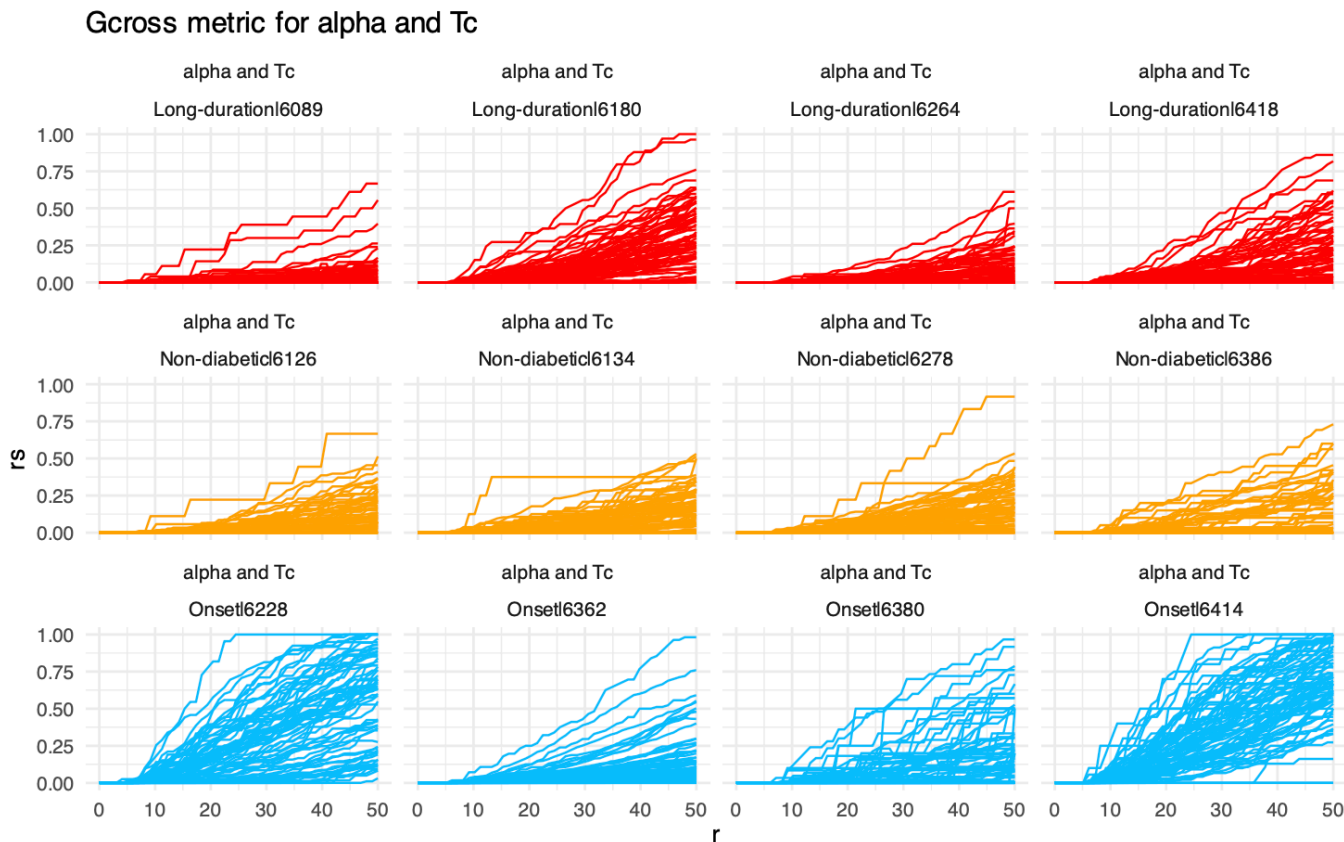 Gcross metric for alpha and Tc
alpha and Tc alpha and Tc alpha and Tc alpha and Tc
Long-duration|6089 Long-duration|6180 Long-duration|6264 Long-duration|6418
1.00
0.75
0.50
0.25
0.00
alpha and Tc alpha and Tc alpha and Tc alpha and Tc
Non-diabetic|6126 Non-diabetic|6134 Non-diabetic|6278 Non-diabetic|6386
1.00
0.75
rs
0.50
0.25
0.00
alpha and Tc alpha and Tc alpha and Tc alpha and Tc
Onset|6228 Onset|6362 Onset|6380 Onset|6414
1.00
0.75
0.50
0.25
0.00
0 10 20 30 40 50 0 10 20 30 40 50 0 10 20 30 40 50 0 10 20 30 40 50
r